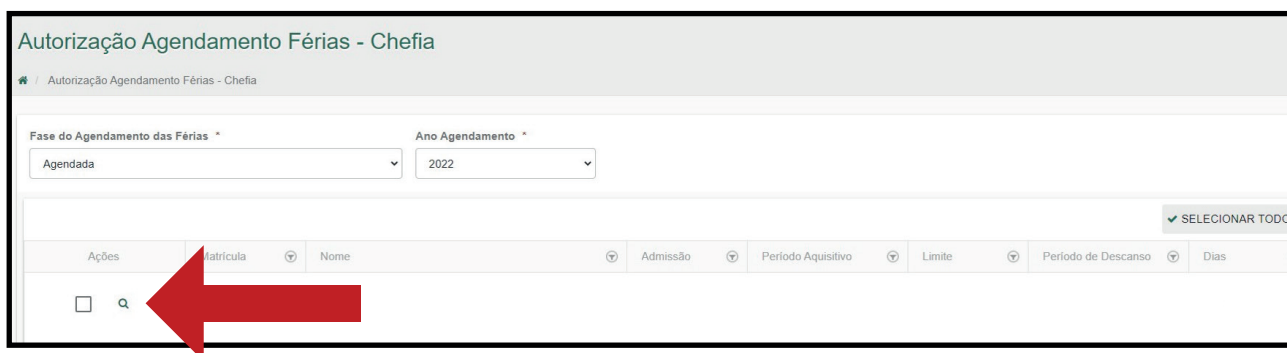 Autorização Agendamento Férias - Chefia
/ Autorização Agendamento Férias - Chefia
Fase do Agendamento das Férias * Ano Agendamento *
Agendada 2022
SELECIONAR TODO
Ações Matrícula Nome Admissão Período Aquisitivo Limite Período de Descanso Dias